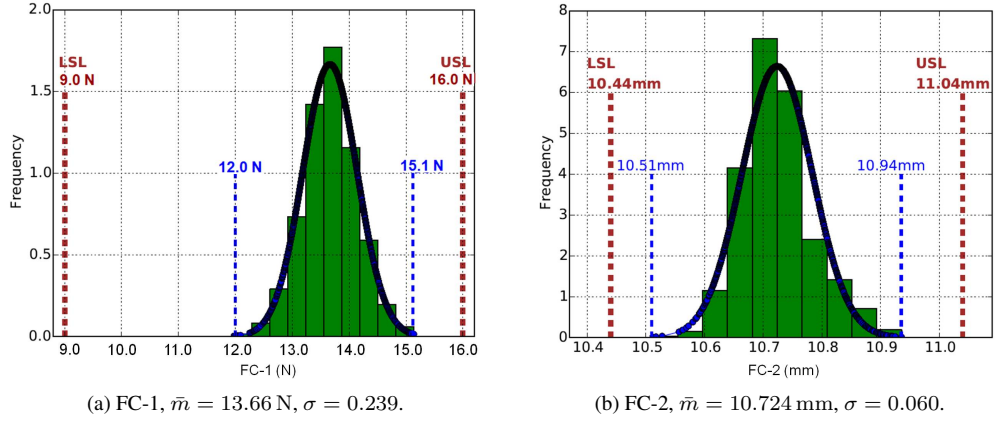 2.0
1.5
1.0
0.5
0.0
Frequency
LSL
9.0 N
USL
16.0 N
12.0 N
15.1 N
9.0 10.0 11.0 12.0 13.0 14.0 15.0 16.0
FC-1 (N)
(a) FC-1, m̄ = 13.66 N, σ = 0.239.
8
7
6
5
4
3
2
1
0
Frequency
LSL
10.44mm
USL
11.04mm
10.51mm
10.94mm
10.4 10.5 10.6 10.7 10.8 10.9 11.0
FC-2 (mm)
(b) FC-2, m̄ = 10.724 mm, σ = 0.060.